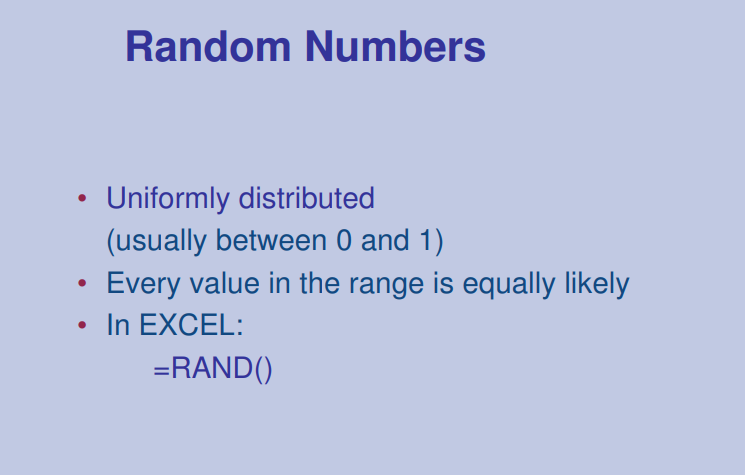 Random Numbers
• Uniformly distributed
(usually between 0 and 1)
• Every value in the range is equally likely
• In EXCEL:
=RAND()